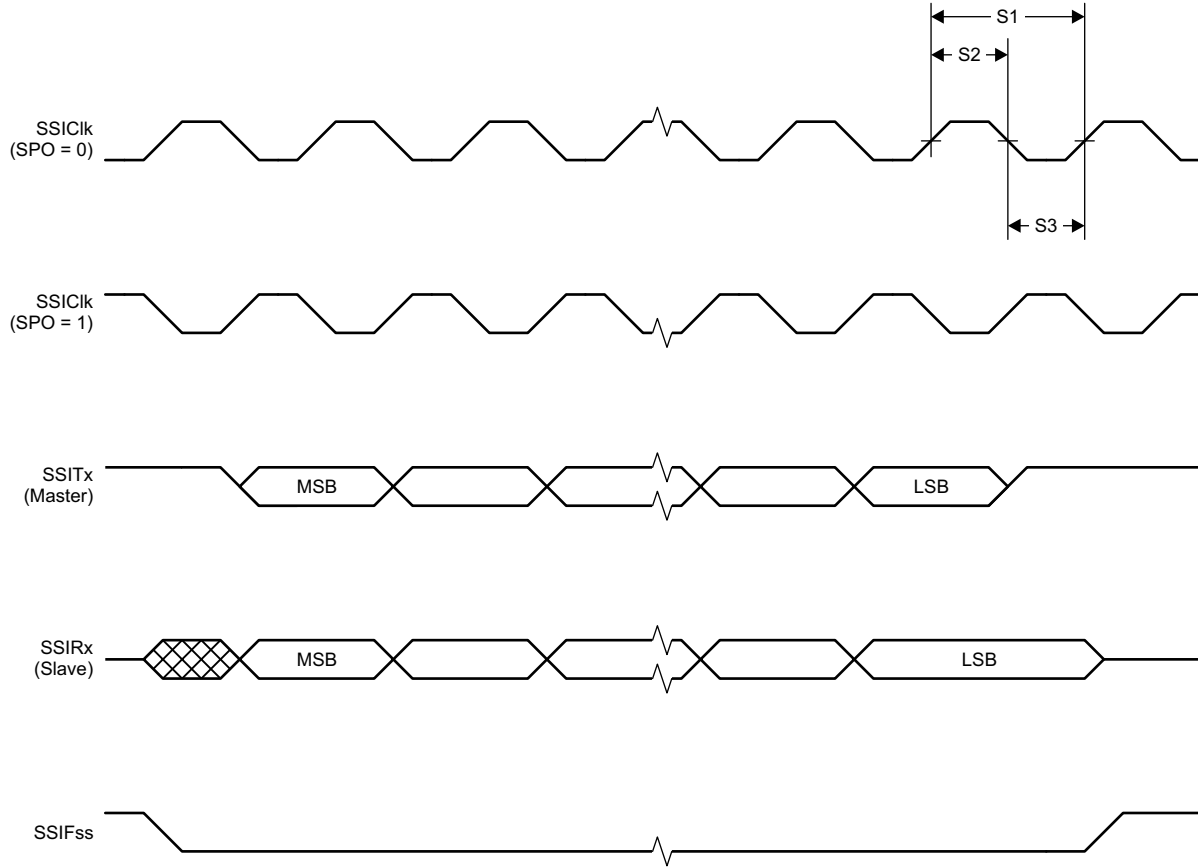 S1
S2
SSIClk
(SPO = 0)
S3
SSIClk
(SPO = 1)
SSITx
(Master)
MSB
LSB
SSIRx
(Slave)
MSB
LSB
SSIFss